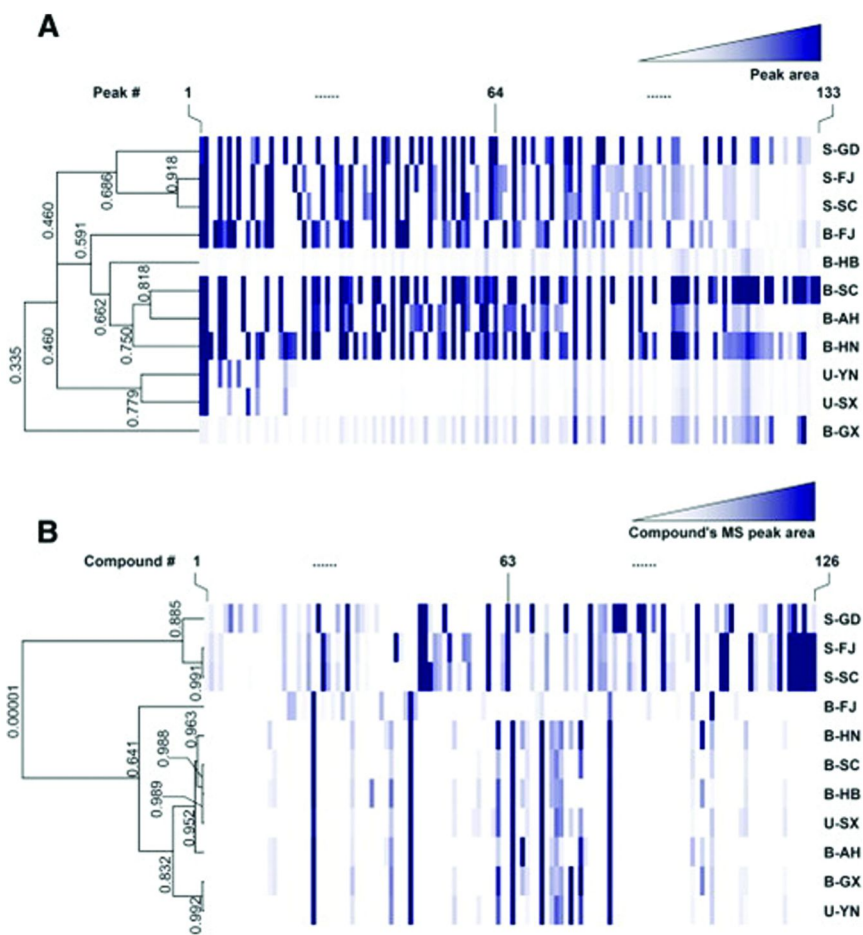 A
Peak area
Peak # 1 ...... 64 ...... 133
S-GD
0.918
0.686
S-FJ
S-SC
0.460
0.591
B-FJ
B-HB
0.818
B-SC
0.662
B-AH
0.750
0.460
B-HN
0.335
U-YN
0.779
U-SX
B-GX
B
Compound's MS peak area
Compound # 1 ...... 63 ...... 126
0.885
S-GD
S-FJ
0.991
S-SC
0.00001
B-FJ
0.963
0.641
0.988
B-HN
B-SC
0.989
B-HB
0.952
U-SX
0.832
B-AH
B-GX
0.992
U-YN